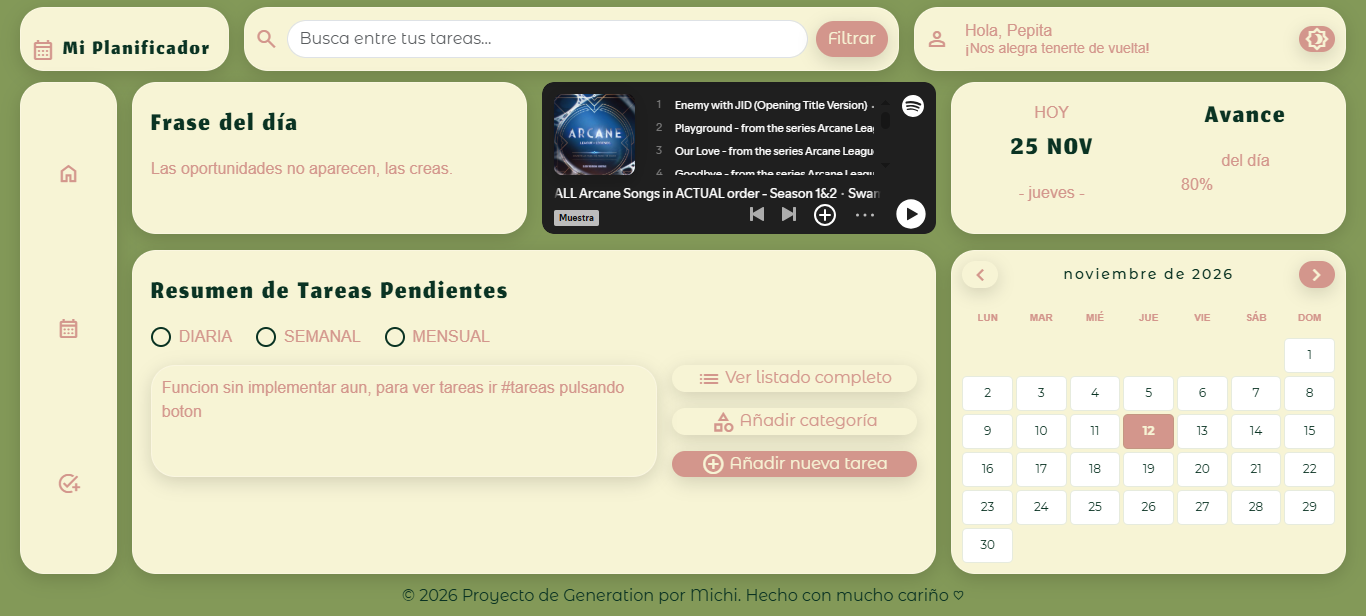 Mi Planificador
Busca entre tus tareas...
Filtrar
Hola, Pepita
¡Nos alegra tenerte de vuelta!
Frase del día
Las oportunidades no aparecen, las creas.
ARCANE
1 Enemy with JID (Opening Title Version)
2 Playground - from the series Arcane Leag
3 Our Love - from the series Arcane League
4 Goodbye - from the series Arcane Leagu
ALL Arcane Songs in ACTUAL order - Season 1&2 · Swan
Muestra
HOY
25 NOV
- jueves -
Avance
del día
80%
Resumen de Tareas Pendientes
DIARIA SEMANAL MENSUAL
Funcion sin implementar aun, para ver tareas ir #tareas pulsando
boton
Ver listado completo
Añadir categoría
Añadir nueva tarea
noviembre de 2026
LUN MAR MIÉ JUE VIE SÁB DOM
1
2 3 4 5 6 7 8
9 10 11 12 13 14 15
16 17 18 19 20 21 22
23 24 25 26 27 28 29
30
© 2026 Proyecto de Generation por Michi. Hecho con mucho cariño ♡